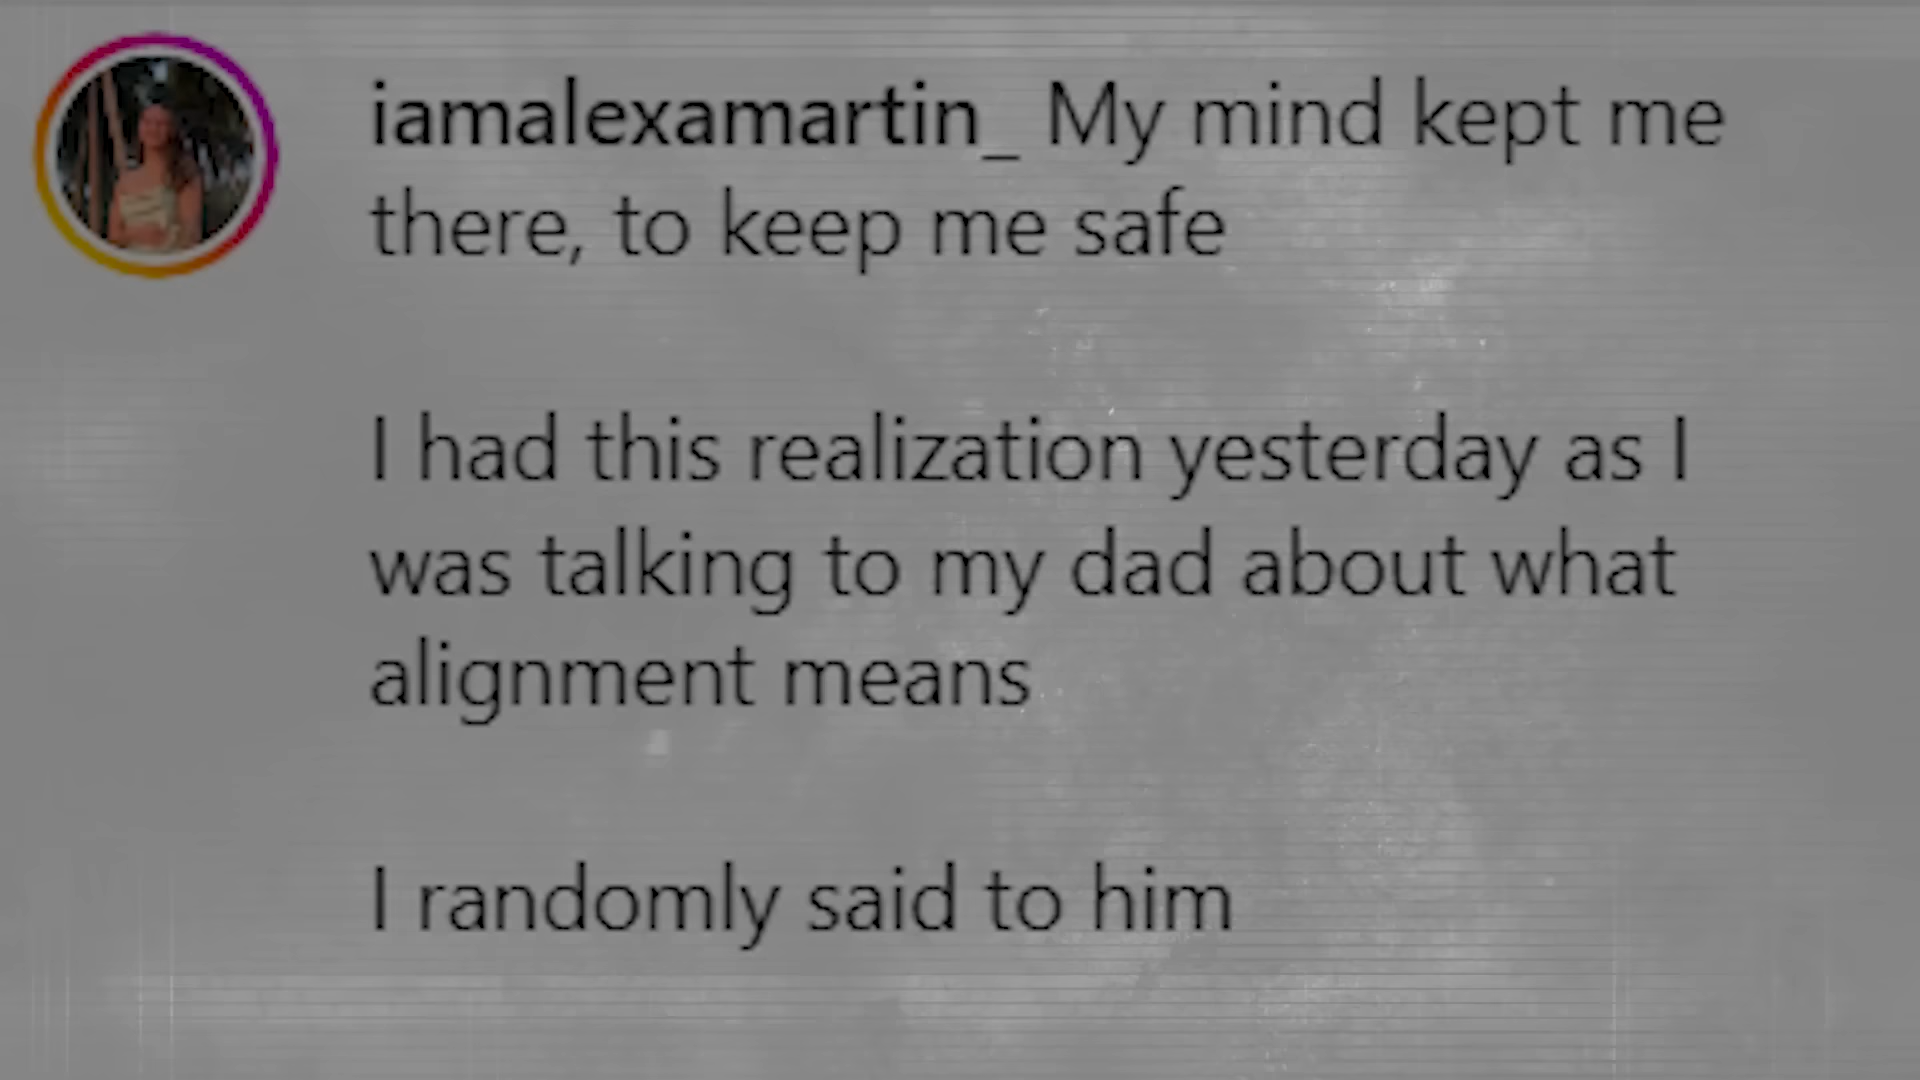 iamalexamartin_ My mind kept me
there, to keep me safe
I had this realization yesterday as I
was talking to my dad about what
alignment means
I randomly said to him